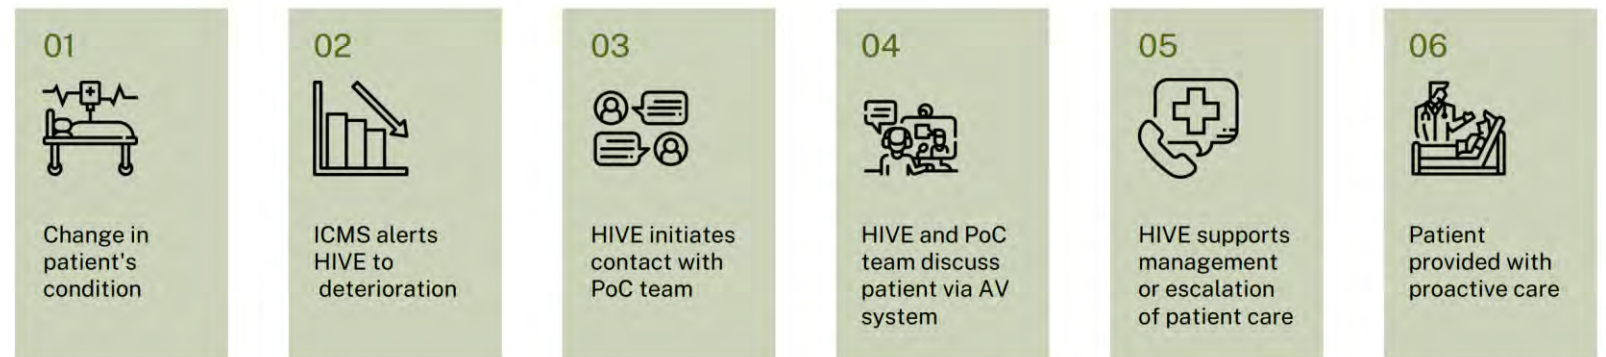 01
Change in
patient's
condition
02
ICMS alerts
HIVE to
deterioration
03
HIVE initiates
contact with
PoC team
04
HIVE and PoC
team discuss
patient via AV
system
05
HIVE supports
management
or escalation
of patient care
06
Patient
provided with
proactive care